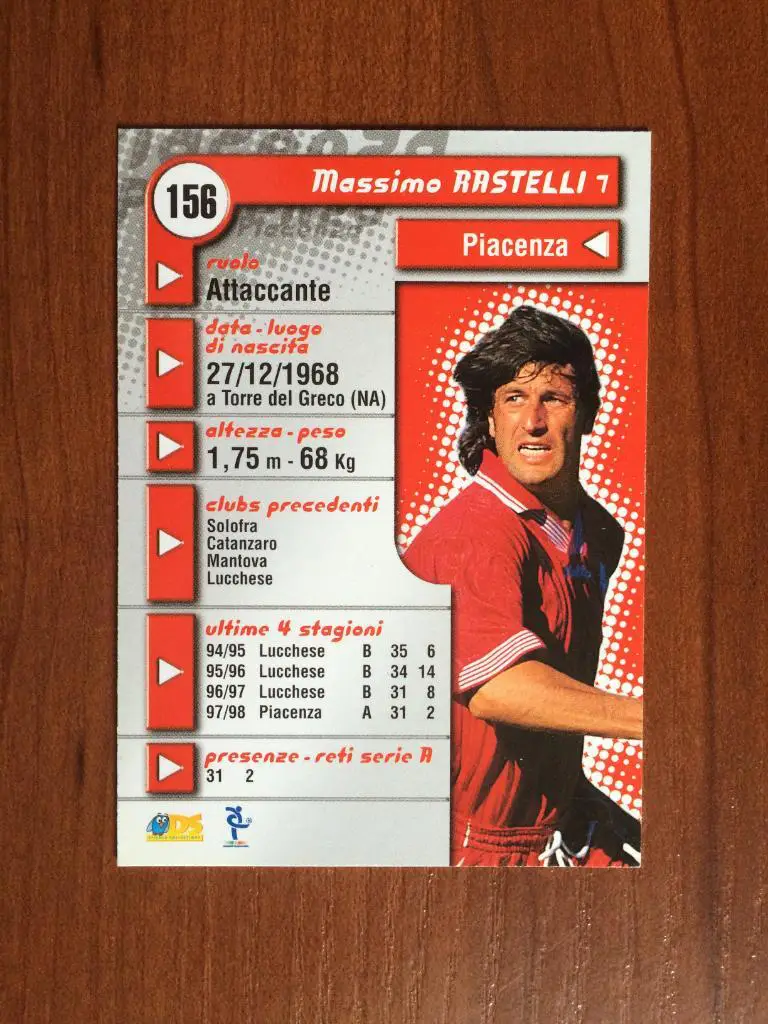 Piacenza
156
Massimo RASTELLI 7
Piacenza
Piacenza
ruolo
Attaccante
data - luogo
di nascita
27/12/1968
a Torre del Greco (NA)
altezza - peso
1,75 m - 68 Kg
clubs precedenti
Solofra
Catanzaro
Mantova
Lucchese
ultime 4 stagioni
94/95 Lucchese B 35 6
95/96 Lucchese B 34 14
96/97 Lucchese B 31 8
97/98 Piacenza A 31 2
presenze - reti serie A
31 2
DS